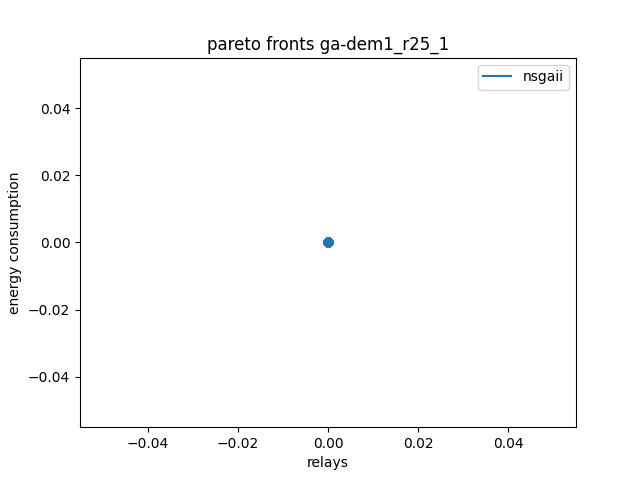 pareto fronts ga-dem1_r25_1
nsgaii
energy consumption
0.04
0.02
0.00
−0.02
−0.04
−0.04 −0.02 0.00 0.02 0.04
relays